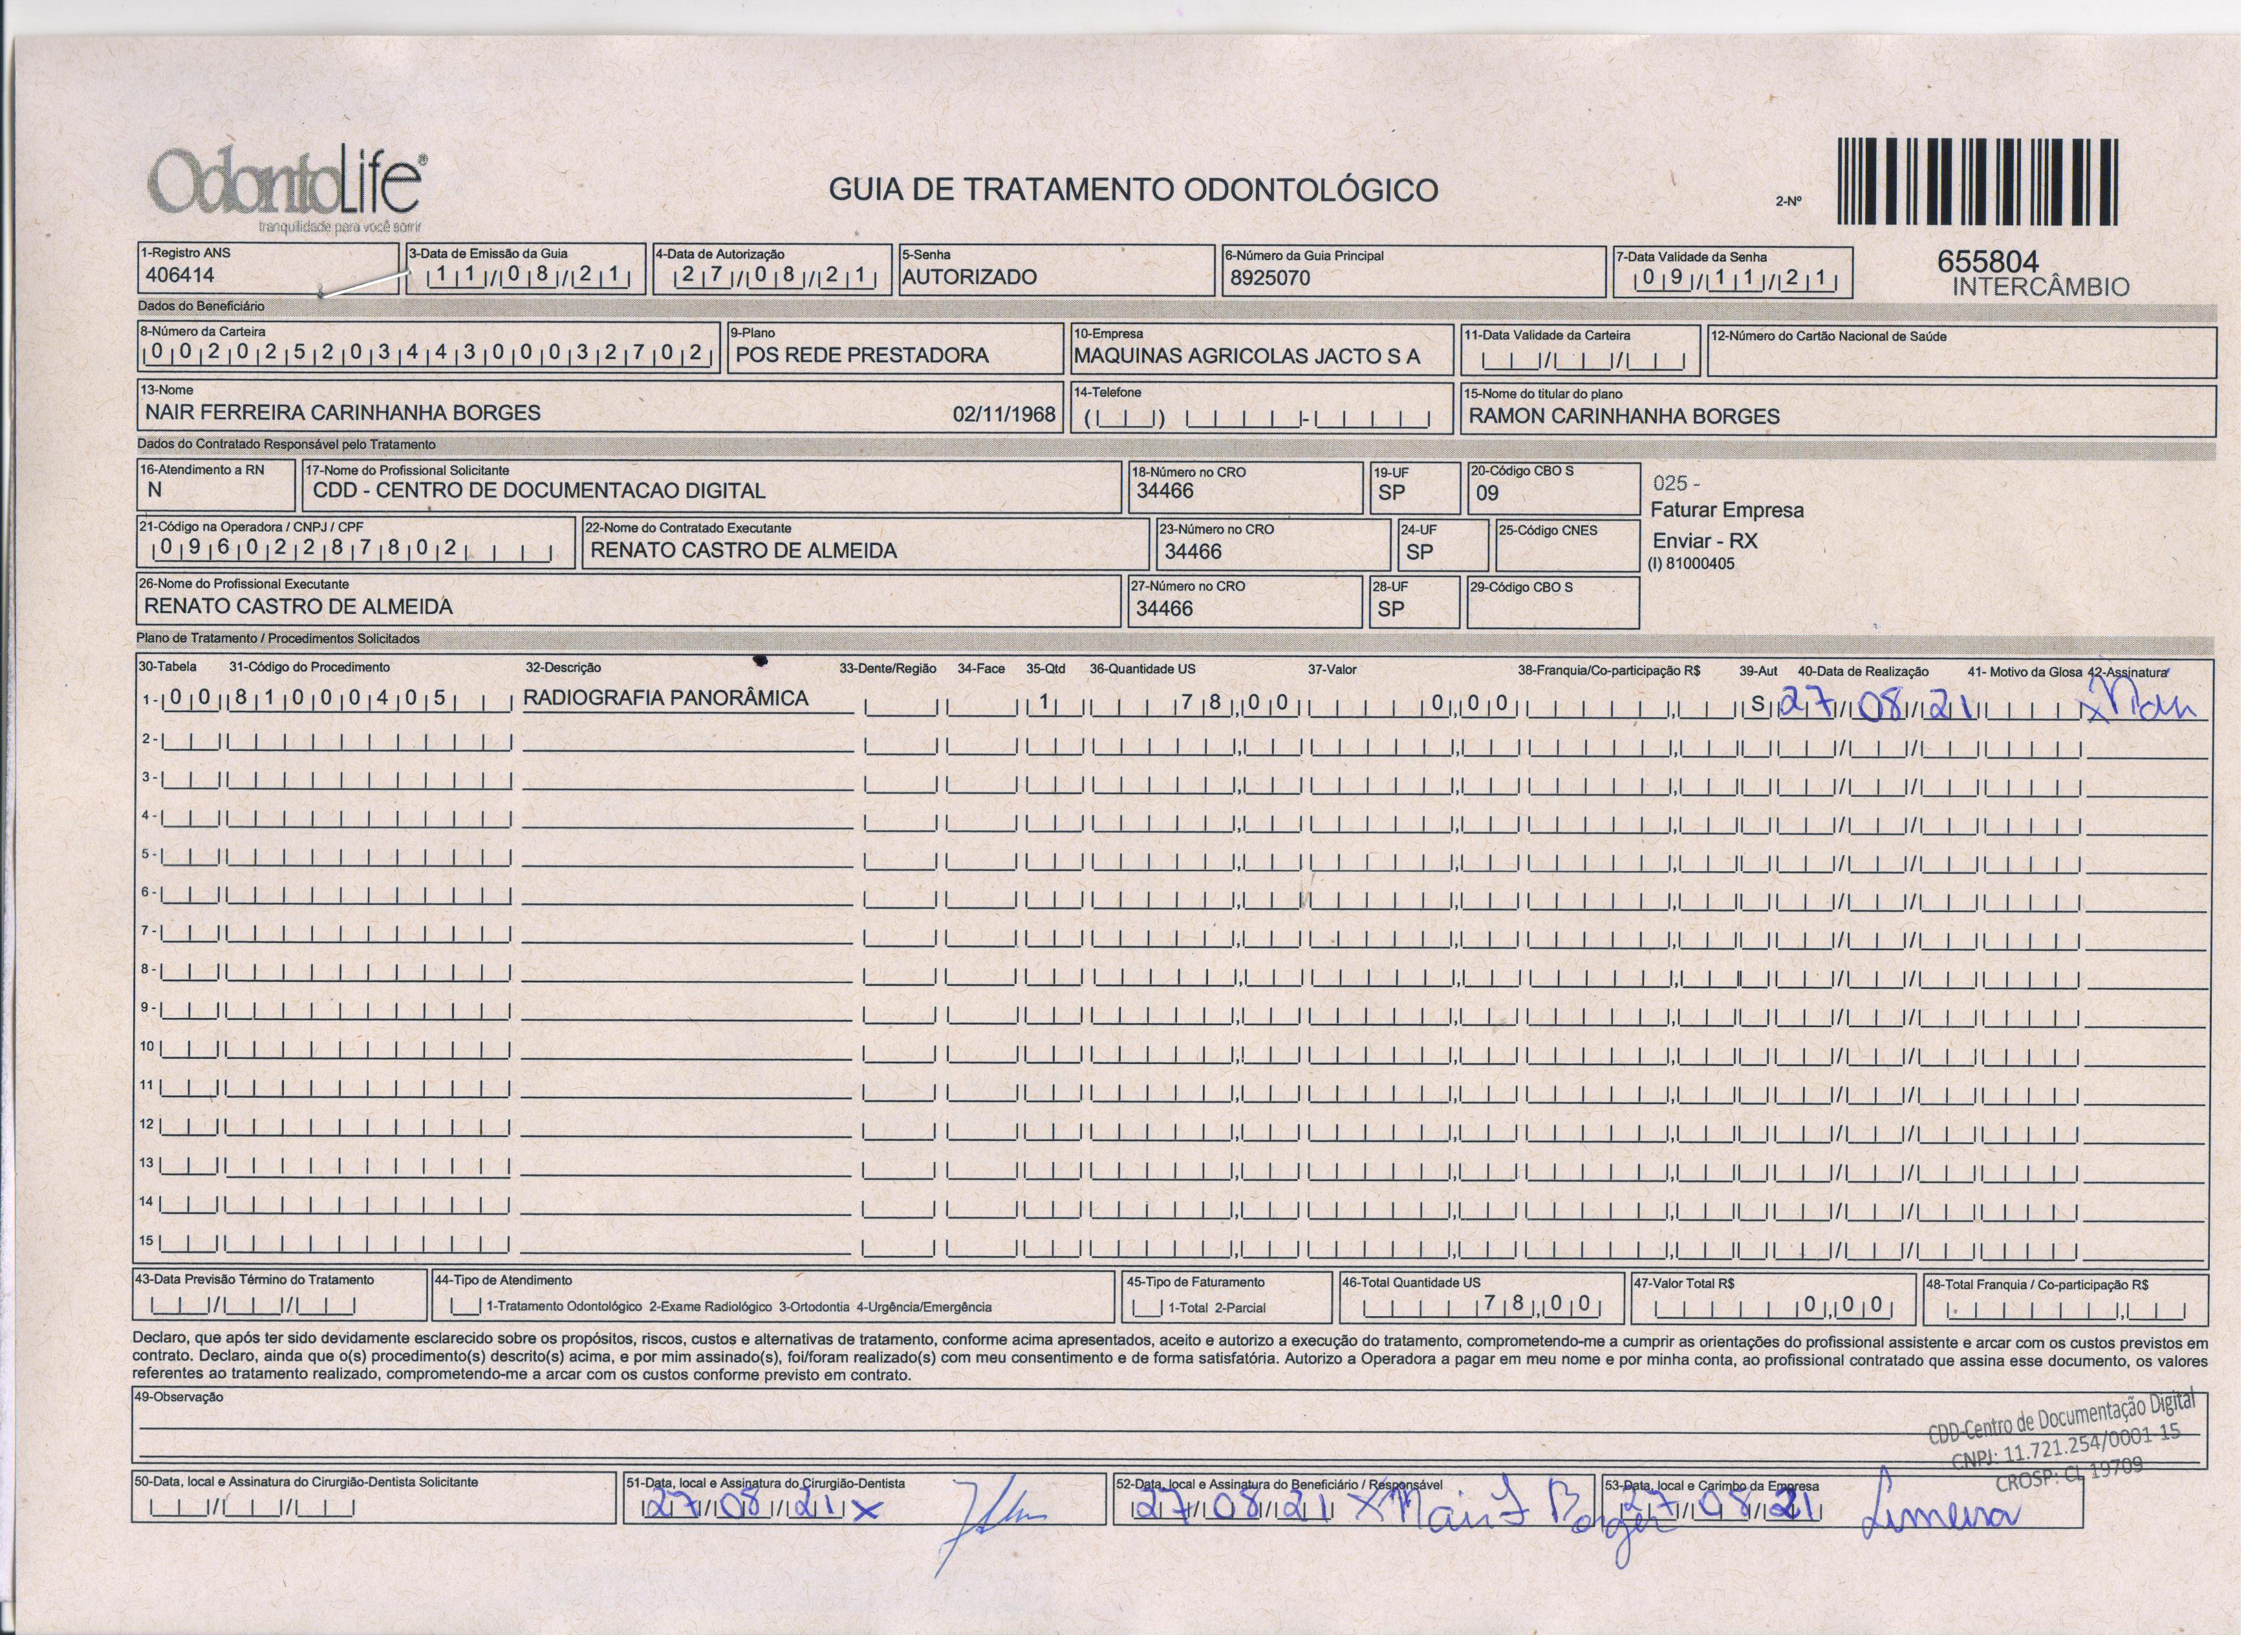 OdontoLife®
tranquilidade para você sorrir
GUIA DE TRATAMENTO ODONTOLÓGICO
2-Nº
655804
INTERCÂMBIO
1-Registro ANS
406414
3-Data de Emissão da Guia
11/08/21
4-Data de Autorização
27/08/21
5-Senha
AUTORIZADO
6-Número da Guia Principal
8925070
7-Data Validade da Senha
09/11/21
Dados do Beneficiário
8-Número da Carteira
00202520344300032702
9-Plano
POS REDE PRESTADORA
10-Empresa
MAQUINAS AGRICOLAS JACTO S A
11-Data Validade da Carteira
12-Número do Cartão Nacional de Saúde
13-Nome
NAIR FERREIRA CARINHANHA BORGES 02/11/1968
14-Telefone
15-Nome do titular do plano
RAMON CARINHANHA BORGES
Dados do Contratado Responsável pelo Tratamento
16-Atendimento a RN
N
17-Nome do Profissional Solicitante
CDD - CENTRO DE DOCUMENTACAO DIGITAL
18-Número no CRO
34466
19-UF
SP
20-Código CBO S
09
025 -
Faturar Empresa
Enviar - RX
(I) 81000405
21-Código na Operadora / CNPJ / CPF
09602287802
22-Nome do Contratado Executante
RENATO CASTRO DE ALMEIDA
23-Número no CRO
34466
24-UF
SP
25-Código CNES
26-Nome do Profissional Executante
RENATO CASTRO DE ALMEIDA
27-Número no CRO
34466
28-UF
SP
29-Código CBO S
Plano de Tratamento / Procedimentos Solicitados
30-Tabela 31-Código do Procedimento 32-Descrição 33-Dente/Região 34-Face 35-Qtd 36-Quantidade US 37-Valor 38-Franquia/Co-participação R$ 39-Aut 40-Data de Realização 41- Motivo da Glosa 42-Assinatura
1- 00 81000405 RADIOGRAFIA PANORÂMICA 1 78,00 0,00 S 27/08/21 x
2-
3-
4-
5-
6-
7-
8-
9-
10
11
12
13
14
15
43-Data Previsão Término do Tratamento
44-Tipo de Atendimento
1-Tratamento Odontológico 2-Exame Radiológico 3-Ortodontia 4-Urgência/Emergência
45-Tipo de Faturamento
1-Total 2-Parcial
46-Total Quantidade US
78,00
47-Valor Total R$
0,00
48-Total Franquia / Co-participação R$
Declaro, que após ter sido devidamente esclarecido sobre os propósitos, riscos, custos e alternativas de tratamento, conforme acima apresentados, aceito e autorizo a execução do tratamento, comprometendo-me a cumprir as orientações do profissional assistente e arcar com os custos previstos em
contrato. Declaro, ainda que o(s) procedimento(s) descrito(s) acima, e por mim assinado(s), foi/foram realizado(s) com meu consentimento e de forma satisfatória. Autorizo a Operadora a pagar em meu nome e por minha conta, ao profissional contratado que assina esse documento, os valores
referentes ao tratamento realizado, comprometendo-me a arcar com os custos conforme previsto em contrato.
49-Observação
CDD-Centro de Documentação Digital
CNPJ: 11.721.254/0001-15
CROSP: CL 19709
50-Data, local e Assinatura do Cirurgião-Dentista Solicitante
51-Data, local e Assinatura do Cirurgião-Dentista
27/08/21 x
52-Data, local e Assinatura do Beneficiário / Responsável
27/08/21 x Nair F Borges
53-Data, local e Carimbo da Empresa
27/08/21 Limeira